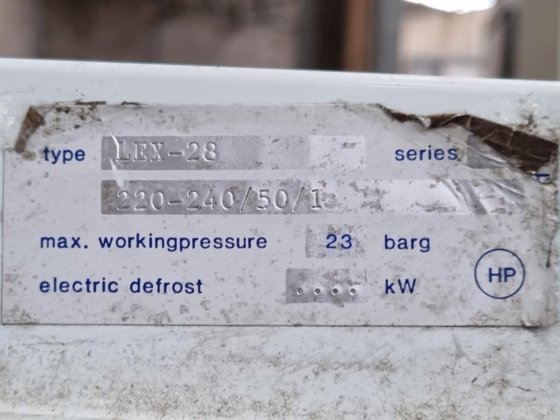 type LEX-28 series
220-240/50/1
max. workingpressure 23 barg
electric defrost .... kW
HP